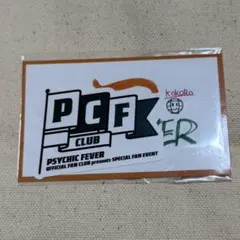 PCF
CLUB
PSYCHIC FEVER
OFFICIAL FAN CLUB presents SPECIAL FAN EVENT
KOKORO
ER